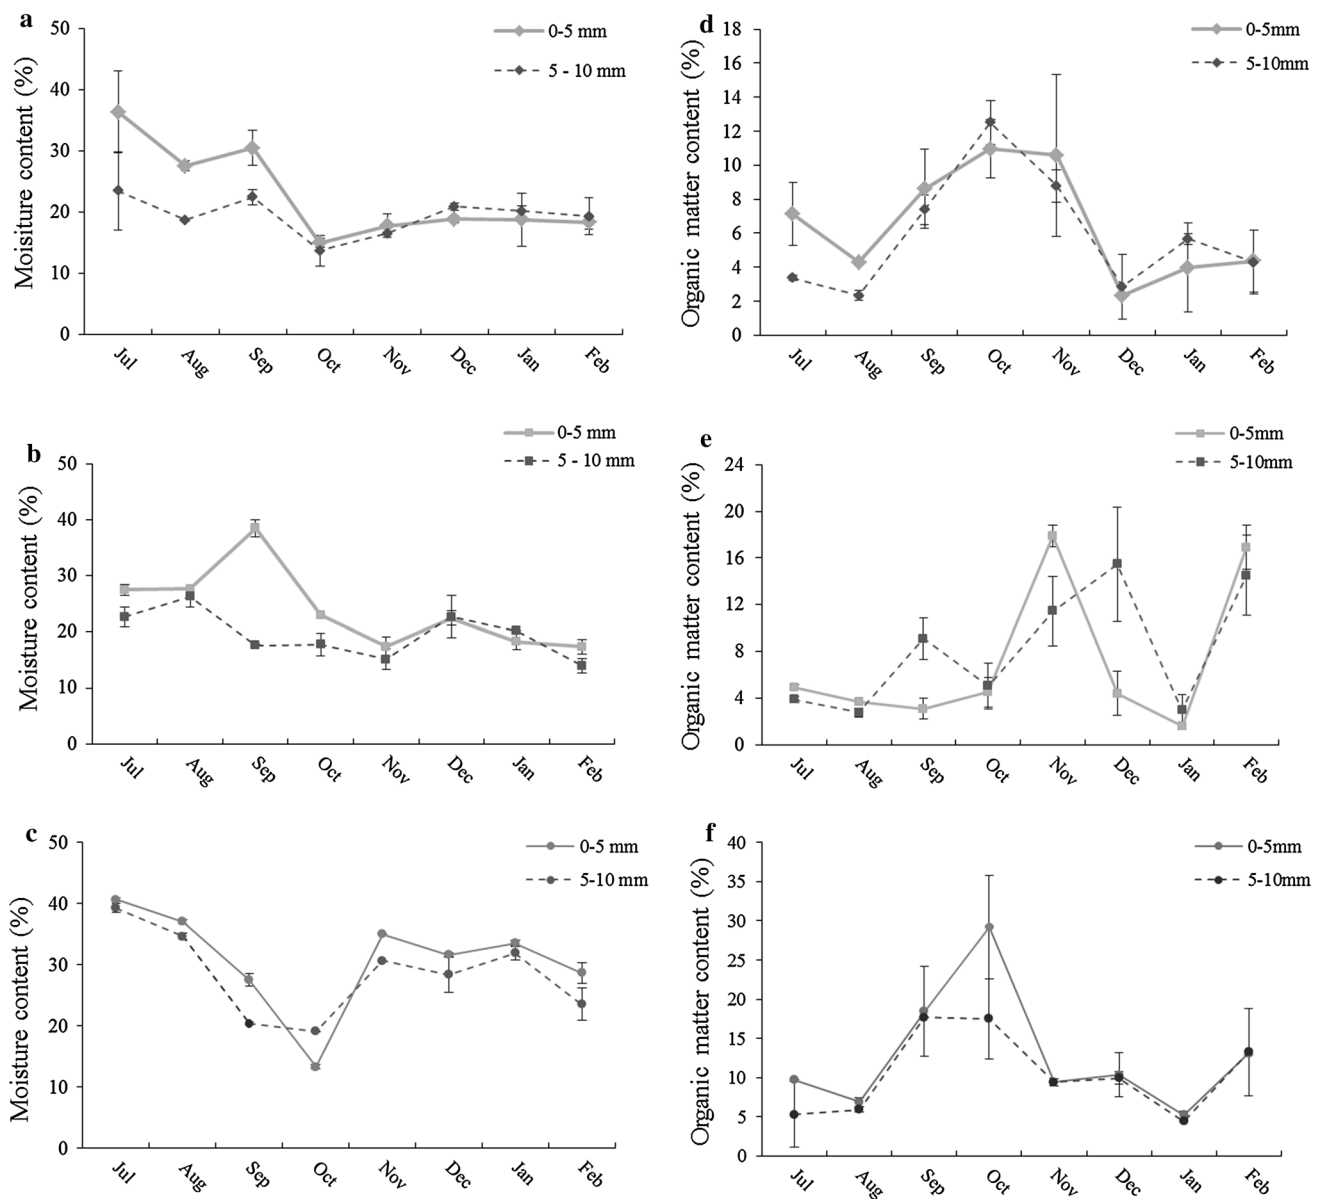 a
Moisiture content (%)
50
40
30
20
10
0
0-5 mm
5 - 10 mm
Jul
Aug
Sep
Oct
Nov
Dec
Jan
Feb
d
Organic matter content (%)
18
16
14
12
10
8
6
4
2
0
0-5mm
5-10mm
Jul
Aug
Sep
Oct
Nov
Dec
Jan
Feb
b
Moisture content (%)
50
40
30
20
10
0
0-5 mm
5 - 10 mm
Jul
Aug
Sep
Oct
Nov
Dec
Jan
Feb
e
Organic matter content (%)
24
20
16
12
8
4
0
0-5mm
5-10mm
Jul
Aug
Sep
Oct
Nov
Dec
Jan
Feb
c
Moisture content (%)
50
40
30
20
10
0
0-5 mm
5-10 mm
Jul
Aug
Sep
Oct
Nov
Dec
Jan
Feb
f
Organic matter content (%)
40
35
30
25
20
15
10
5
0
0-5mm
5-10mm
Jul
Aug
Sep
Oct
Nov
Dec
Jan
Feb